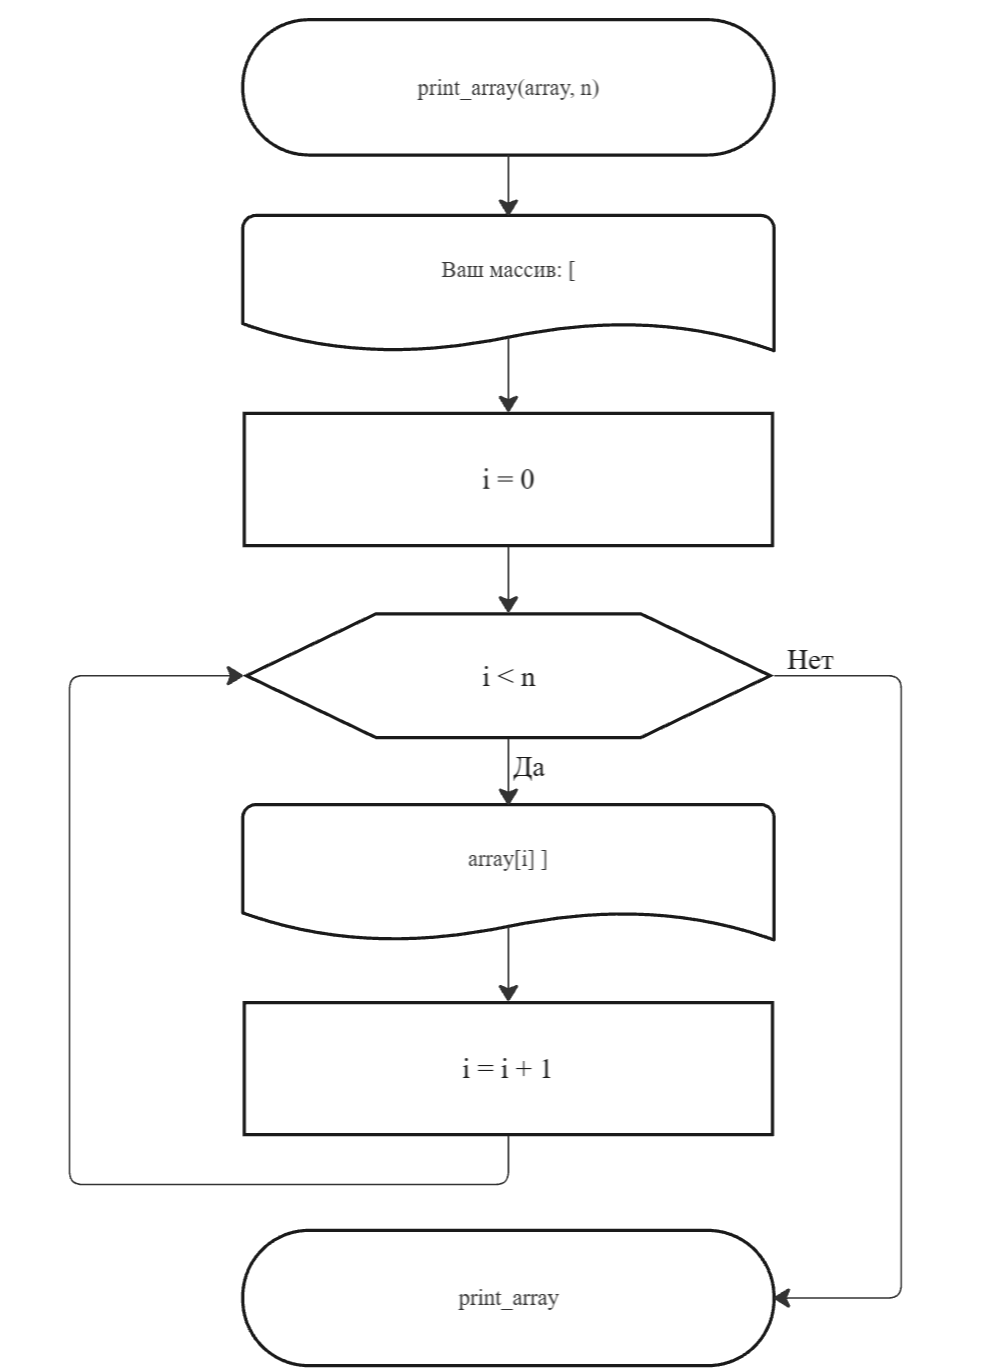 print_array(array, n)
Ваш массив: [
i = 0
i < n
Нет
Да
array[i] ]
i = i + 1
print_array